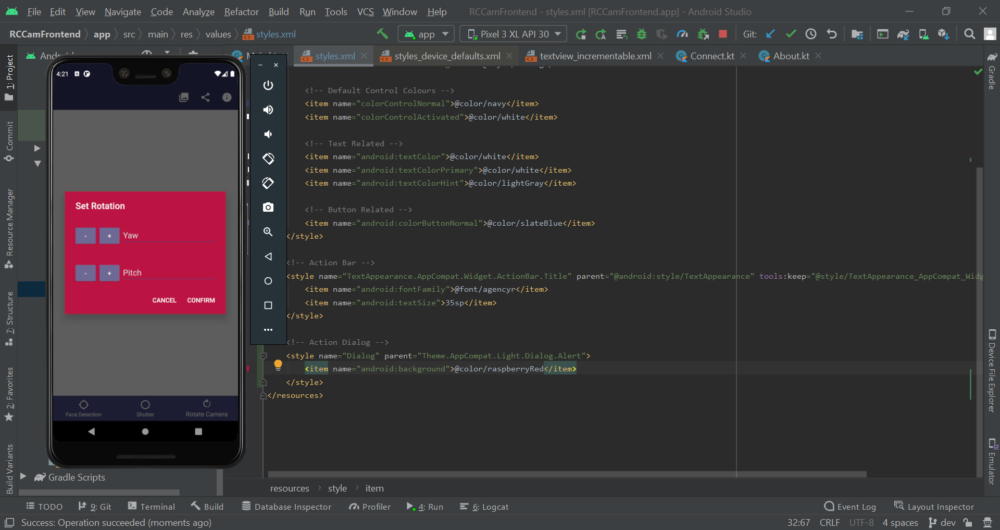 File Edit View Navigate Code Analyze Refactor Build Run Tools VCS Window Help RCCamFrontend - styles.xml [RCCamFrontend.app] - Android Studio
RCCamFrontend app src main res values styles.xml app Pixel 3 XL API 30 Git:
styles.xml styles_device_defaults.xml textview_incrementable.xml Connect.kt About.kt
1: Project
Commit
Resource Manager
7: Structure
2: Favorites
Build Variants
4:21
Set Rotation
- + Yaw
- + Pitch
CANCEL CONFIRM
Face Detection Shutter Rotate Camera
<!-- Default Control Colours -->
<item name="colorControlNormal">@color/navy</item>
<item name="colorControlActivated">@color/white</item>
<!-- Text Related -->
<item name="android:textColor">@color/white</item>
<item name="android:textColorPrimary">@color/white</item>
<item name="android:textColorHint">@color/lightGray</item>
<!-- Button Related -->
<item name="android:colorButtonNormal">@color/slateBlue</item>
</style>
<!-- Action Bar -->
<style name="TextAppearance.AppCompat.Widget.ActionBar.Title" parent="@android:style/TextAppearance" tools:keep="@style/TextAppearance_AppCompat_Widg
<item name="android:fontFamily">@font/agencyr</item>
<item name="android:textSize">35sp</item>
</style>
<!-- Action Dialog -->
<style name="Dialog" parent="Theme.AppCompat.Light.Dialog.Alert">
<item name="android:background">@color/raspberryRed</item>
</style>
</resources>
Gradle
Device File Explorer
Emulator
Gradle Scripts
resources style item
TODO 9: Git Terminal Build Database Inspector Profiler 4: Run 6: Logcat Event Log Layout Inspector
Success: Operation succeeded (moments ago) 32:67 CRLF UTF-8 4 spaces dev